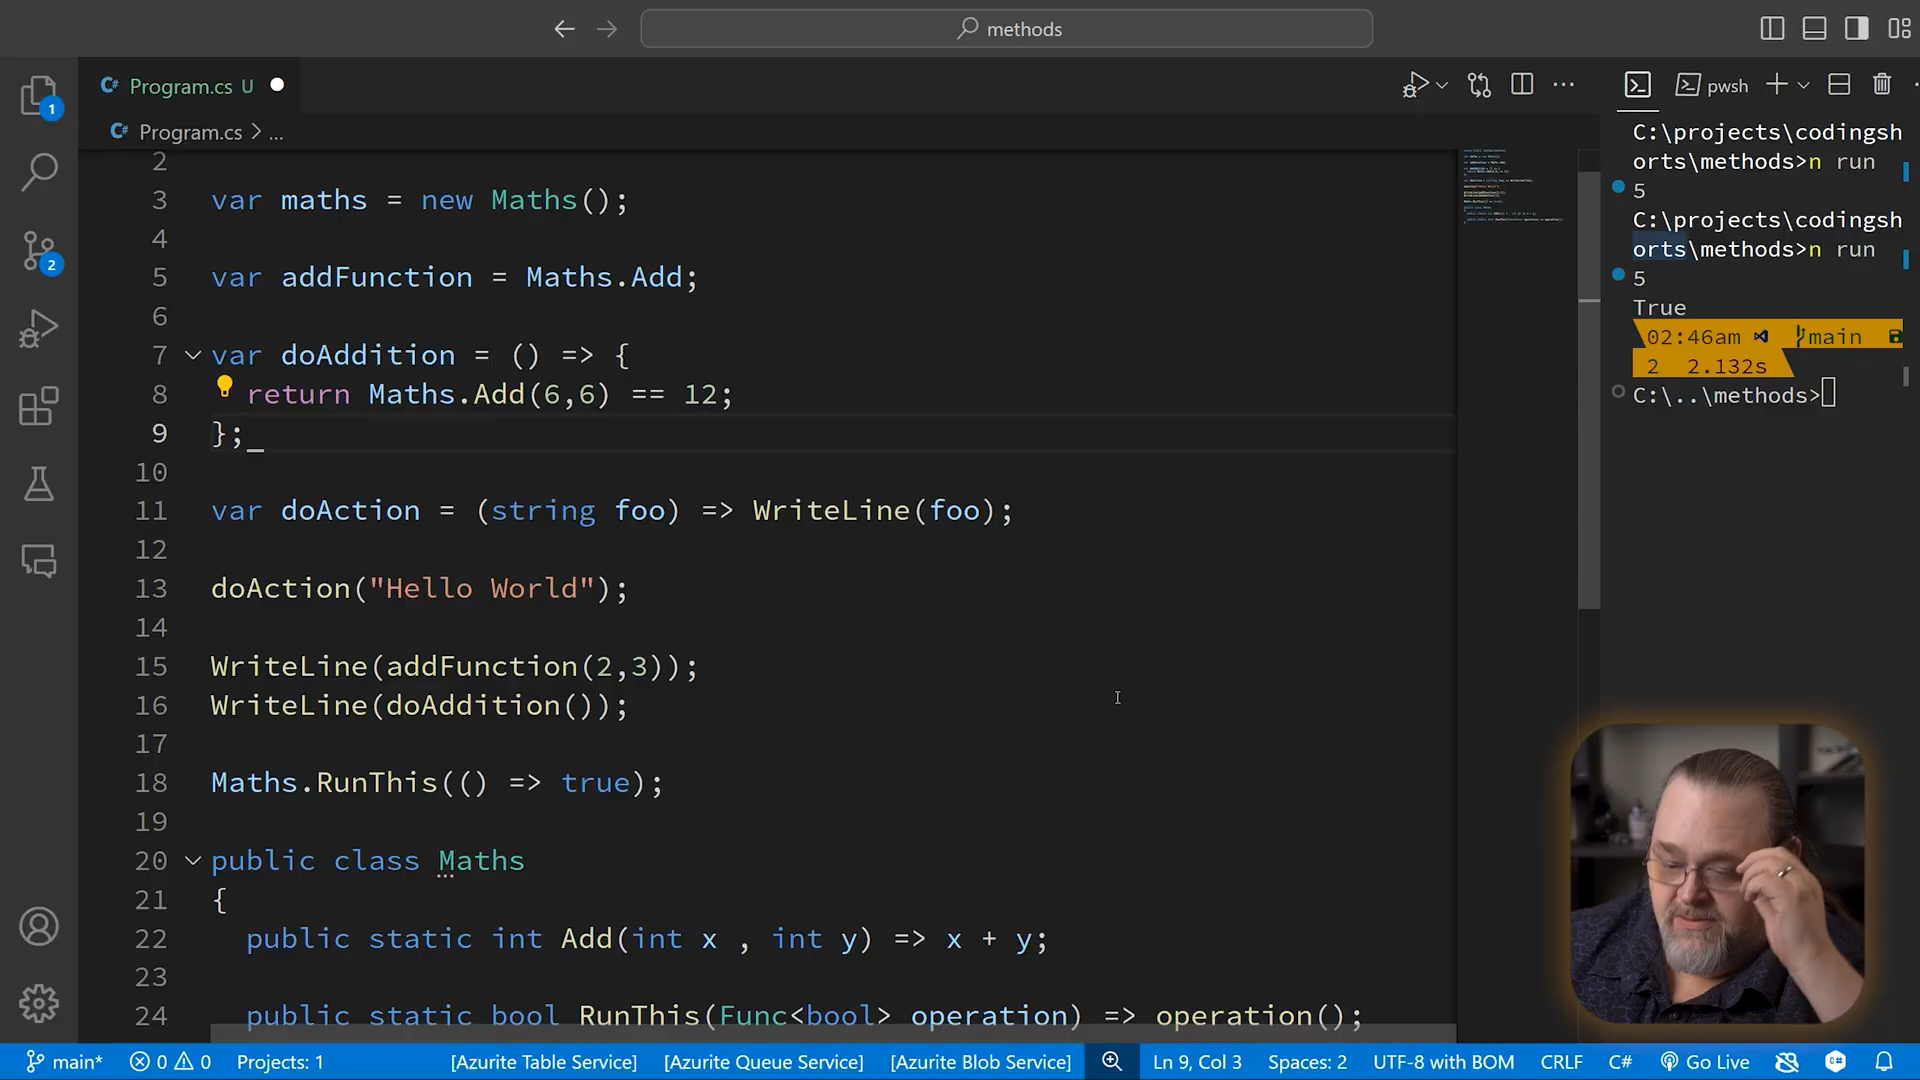 methods
Program.cs U
pwsh
Program.cs > ...
2
3 var maths = new Maths();
4
5 var addFunction = Maths.Add;
6
7 var doAddition = () => {
8 return Maths.Add(6,6) == 12;
9 };
10
11 var doAction = (string foo) => WriteLine(foo);
12
13 doAction("Hello World");
14
15 WriteLine(addFunction(2,3));
16 WriteLine(doAddition());
17
18 Maths.RunThis(() => true);
19
20 public class Maths
21 {
22 public static int Add(int x , int y) => x + y;
23
24 public static bool RunThis(Func<bool> operation) => operation();
C:\projects\codingsh
orts\methods>n run
5
C:\projects\codingsh
orts\methods>n run
5
True
02:46am main
2 2.132s
C:\..\methods>
1
2
main* 0 0 Projects: 1 [Azurite Table Service] [Azurite Queue Service] [Azurite Blob Service] Ln 9, Col 3 Spaces: 2 UTF-8 with BOM CRLF C# Go Live